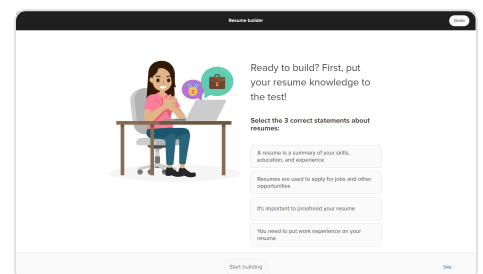 Resume builder
Done
Ready to build? First, put
your resume knowledge to
the test!
Select the 3 correct statements about
resumes:
A resume is a summary of your skills,
education, and experience
Resumes are used to apply for jobs and other
opportunities
It's important to proofread your resume
You need to put work experience on your
resume
Start building
Skip